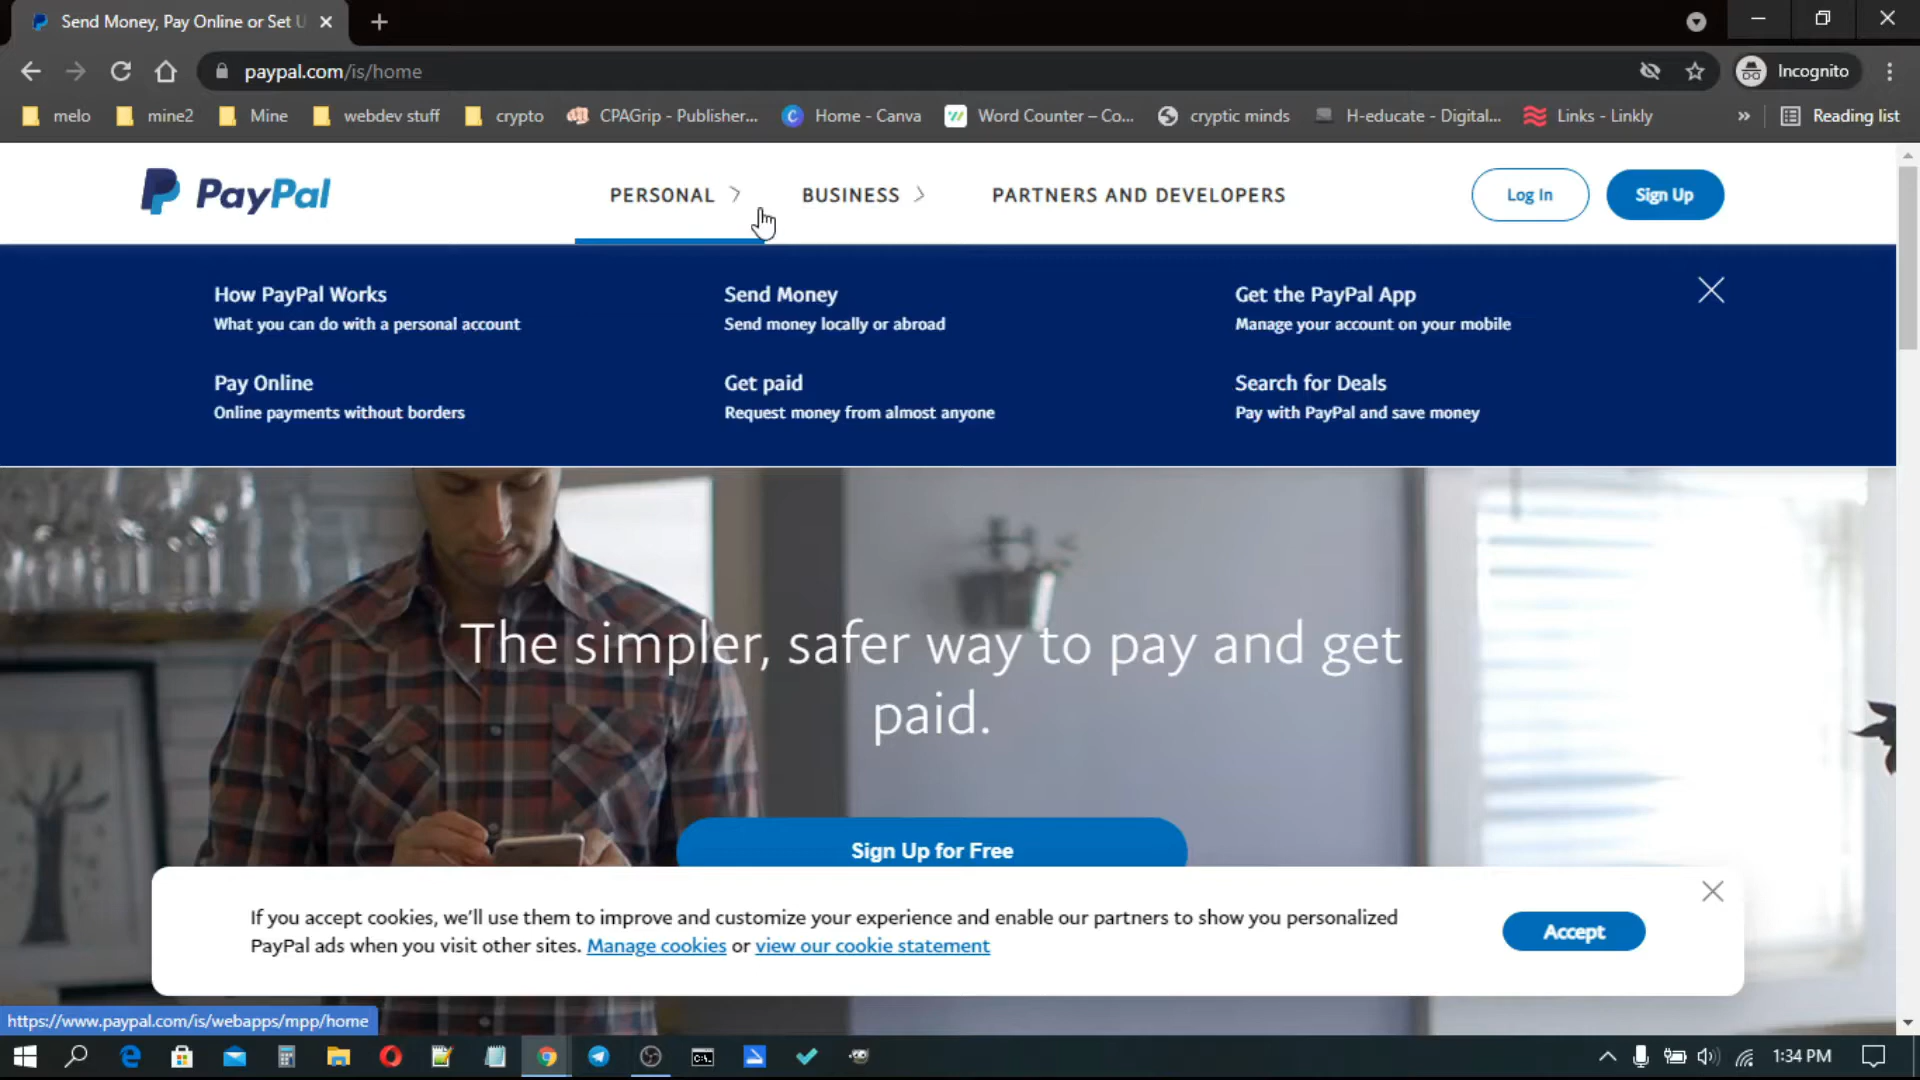 Send Money, Pay Online or Set U
paypal.com/is/home
Incognito
melo
mine2
Mine
webdev stuff
crypto
CPAGrip - Publisher...
Home - Canva
Word Counter – Co...
cryptic minds
H-educate - Digital...
Links - Linkly
»
Reading list
PayPal
PERSONAL
BUSINESS
PARTNERS AND DEVELOPERS
Log In
Sign Up
How PayPal Works
What you can do with a personal account
Send Money
Send money locally or abroad
Get the PayPal App
Manage your account on your mobile
Pay Online
Online payments without borders
Get paid
Request money from almost anyone
Search for Deals
Pay with PayPal and save money
The simpler, safer way to pay and get
paid.
Sign Up for Free
If you accept cookies, we'll use them to improve and customize your experience and enable our partners to show you personalized
PayPal ads when you visit other sites. Manage cookies or view our cookie statement
Accept
https://www.paypal.com/is/webapps/mpp/home
1:34 PM